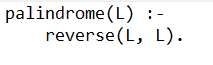 palindrome(L) :-
    reverse(L, L).